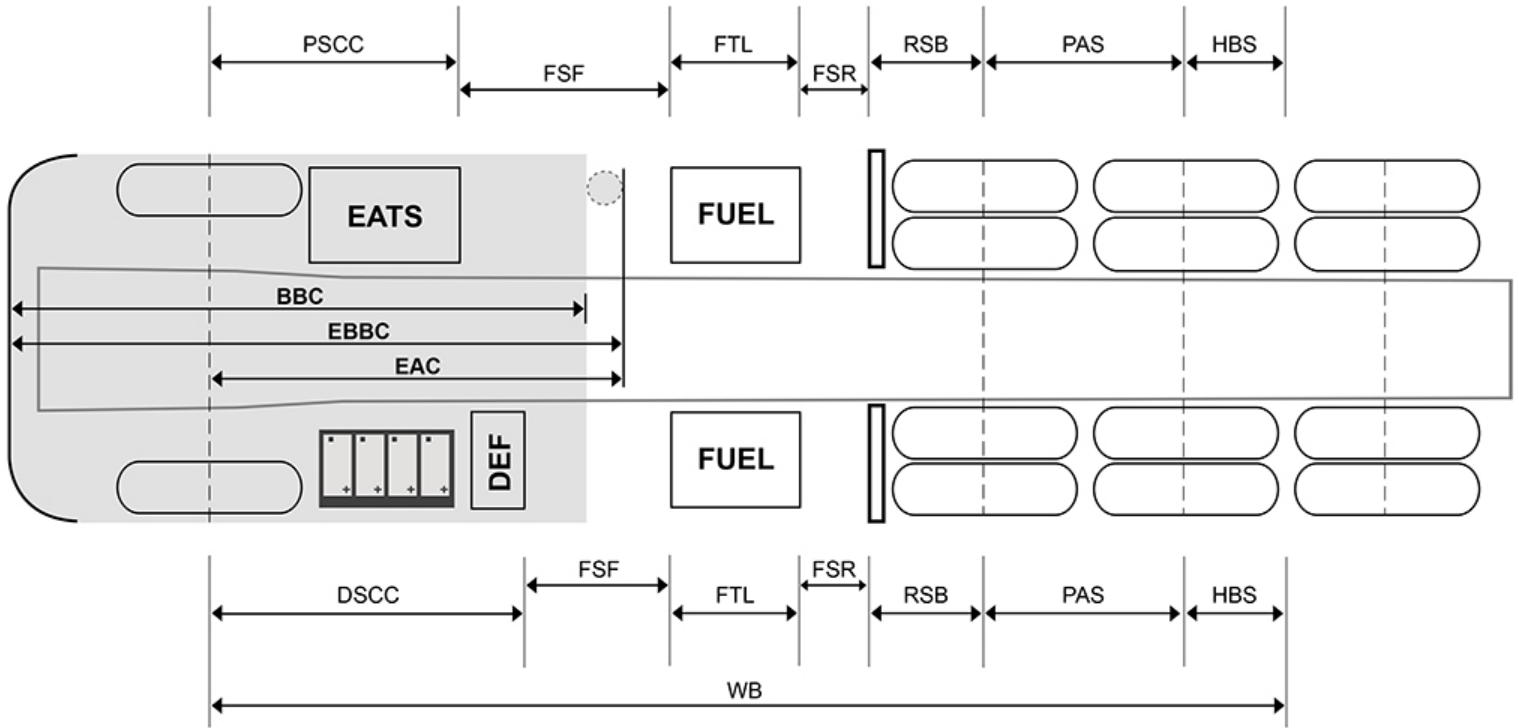 PSCC FTL RSB PAS HBS
FSF FSR
EATS FUEL
BBC
EBBC
EAC
DEF FUEL
+ + + +
FSF FSR
DSCC FTL RSB PAS HBS
WB